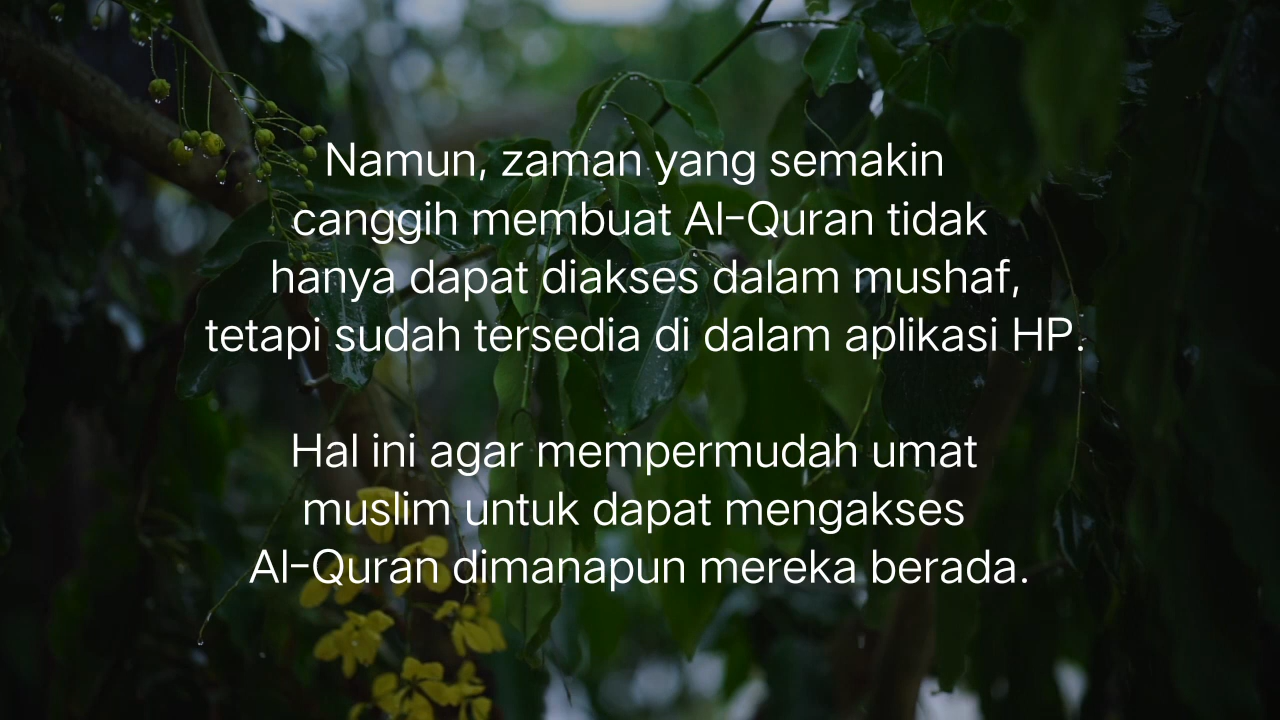 Namun, zaman yang semakin
canggih membuat Al-Quran tidak
hanya dapat diakses dalam mushaf,
tetapi sudah tersedia di dalam aplikasi HP.
Hal ini agar mempermudah umat
muslim untuk dapat mengakses
Al-Quran dimanapun mereka berada.